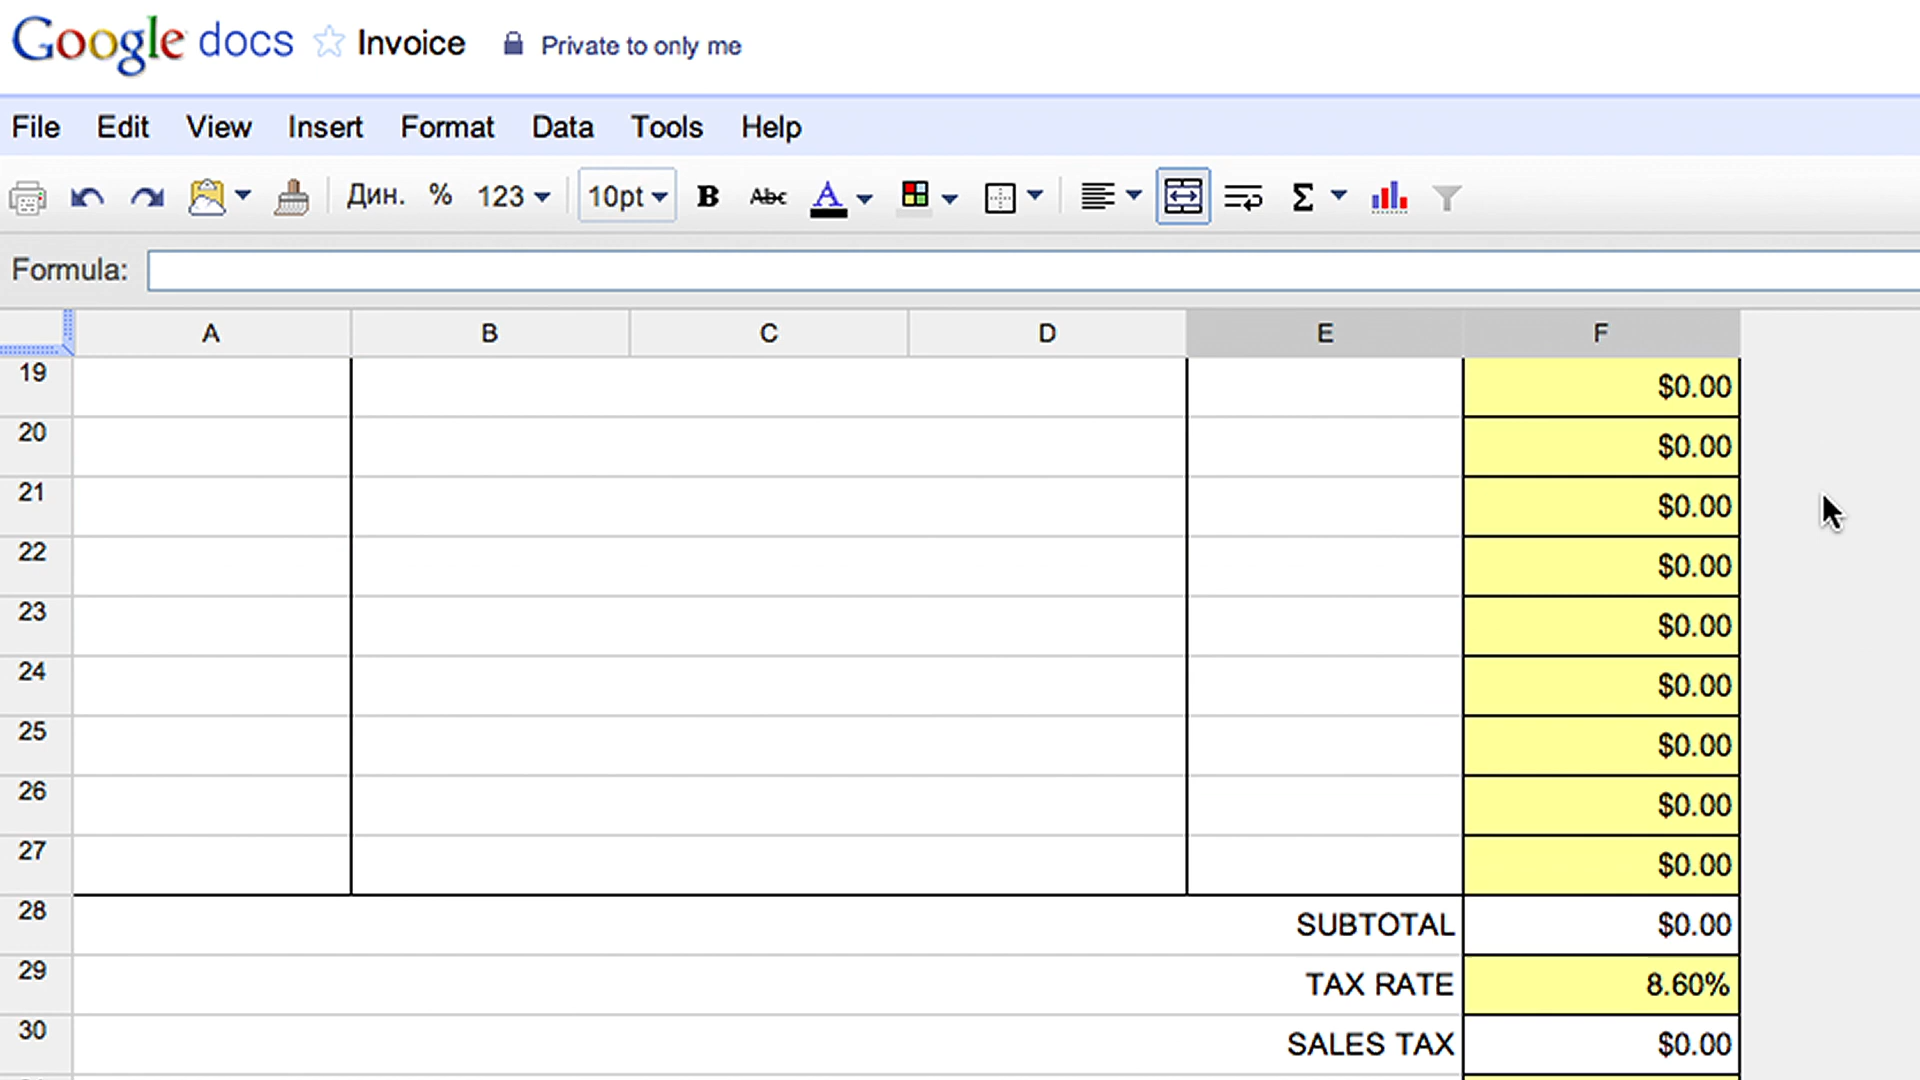 Google docs Invoice Private to only me
File Edit View Insert Format Data Tools Help
Дин. % 123 10pt B Abc A Σ
Formula:
A B C D E F
19 $0.00
20 $0.00
21 $0.00
22 $0.00
23 $0.00
24 $0.00
25 $0.00
26 $0.00
27 $0.00
28 SUBTOTAL $0.00
29 TAX RATE 8.60%
30 SALES TAX $0.00